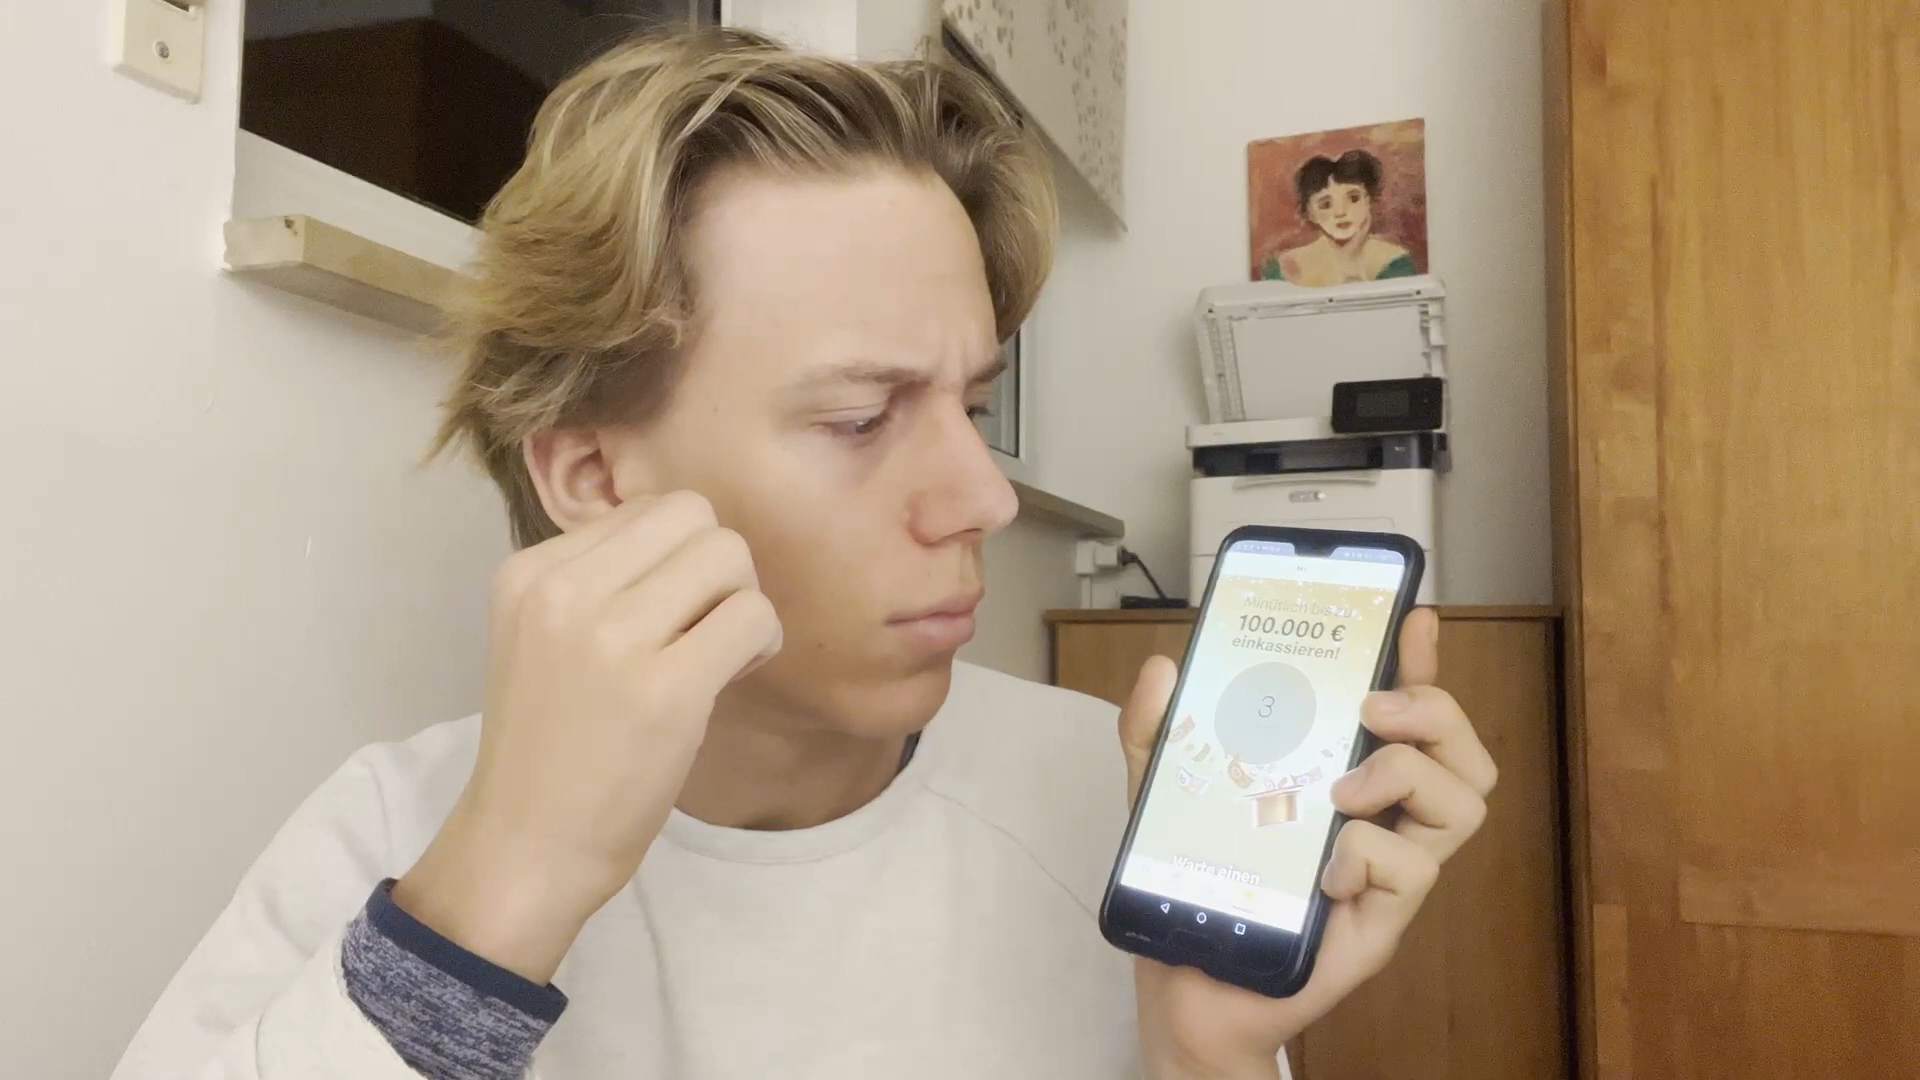 Minütlich bis zu
100.000 €
einkassieren!
3
Warte einen